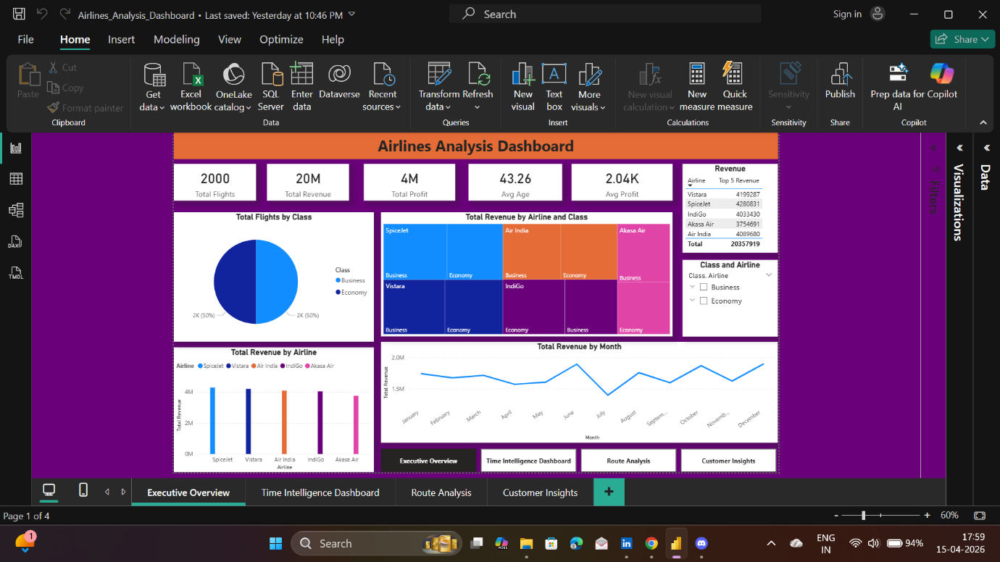 Airlines_Analysis_Dashboard • Last saved: Yesterday at 10:46 PM
Search
Sign in
File
Home
Insert
Modeling
View
Optimize
Help
Share
Paste
Cut
Copy
Format painter
Clipboard
Get data
Excel workbook
OneLake catalog
SQL Server
Enter data
Dataverse
Recent sources
Data
Transform data
Refresh
Queries
New visual
Text box
More visuals
Insert
New visual calculation
New measure
Quick measure
Calculations
Sensitivity
Sensitivity
Publish
Share
Prep data for AI
Copilot
Copilot
DAX
TMDL
Airlines Analysis Dashboard
2000
Total Flights
20M
Total Revenue
4M
Total Profit
43.26
Avg Age
2.04K
Avg Profit
Revenue
Airline Top 5 Revenue
Vistara 4199287
SpiceJet 4280831
IndiGo 4033430
Akasa Air 3754691
Air India 4089680
Total 20357919
Total Flights by Class
2K (50%)
2K (50%)
Class
Business
Economy
Total Revenue by Airline and Class
SpiceJet
Air India
Akasa Air
Business
Economy
Business
Economy
Business
Vistara
IndiGo
Business
Economy
Economy
Business
Economy
Class and Airline
Class, Airline
Business
Economy
Total Revenue by Airline
Airline SpiceJet Vistara Air India IndiGo Akasa Air
Total Revenue
4M
2M
0M
SpiceJet Vistara Air India IndiGo Akasa Air
Airline
Total Revenue by Month
Total Revenue
2.0M
1.5M
January February March April May June July August Septem... October Novemb... December
Month
Executive Overview
Time Intelligence Dashboard
Route Analysis
Customer Insights
Filters
Visualizations
Data
Executive Overview
Time Intelligence Dashboard
Route Analysis
Customer Insights
+
Page 1 of 4
- + 60%
1
Search
M365
in
ENG
IN
94%
17:59
15-04-2026